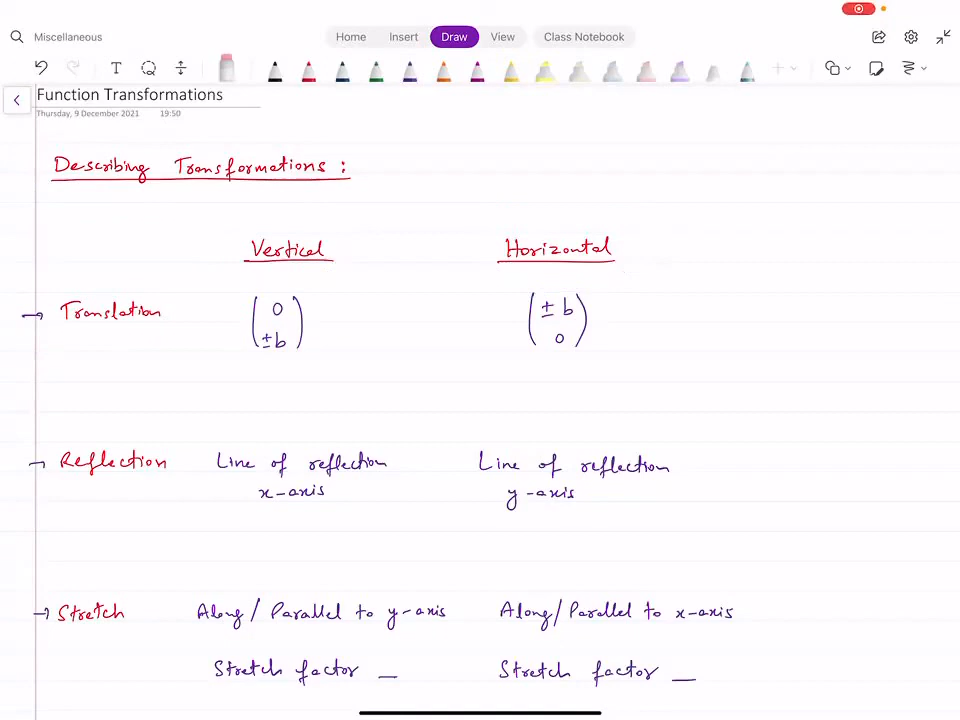 Miscellaneous
Home Insert Draw View Class Notebook
T
Function Transformations
Thursday, 9 December 2021 19:50
Describing Transformations :
Vertical Horizontal
→ Translation ( 0 ) ( ± b )
( ±b ) ( 0 )
→ Reflection Line of reflection Line of reflection
x-axis y-axis
→ Stretch Along / Parallel to y-axis Along / Parallel to x-axis
Stretch factor _ Stretch factor _